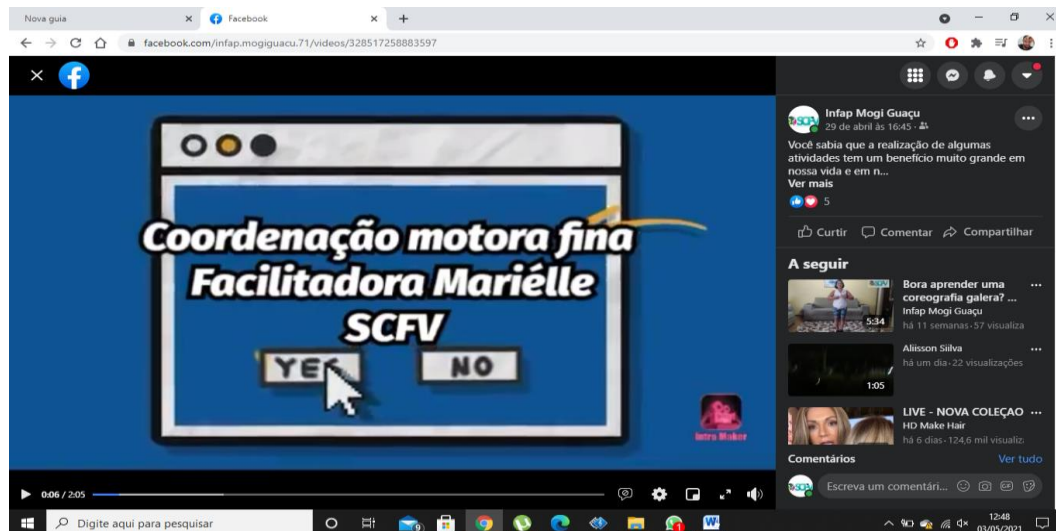 Nova guia
Facebook
facebook.com/infap.mogiguacu.71/videos/328517258883597
Coordenação motora fina
Facilitadora Mariélle
SCFV
YES
NO
Intro Maker
0:06 / 2:05
Infap Mogi Guaçu
29 de abril às 16:45 ·
Você sabia que a realização de algumas
atividades tem um benefício muito grande em
nossa vida e em n...
Ver mais
5
Curtir Comentar Compartilhar
A seguir
5:34
Bora aprender uma
coreografia galera? ...
Infap Mogi Guaçu
há 11 semanas · 57 visualiza
1:05
Aliisson Siilva
há um dia · 22 visualizações
LIVE - NOVA COLEÇAO
HD Make Hair
há 6 dias · 124,6 mil visualiz
Comentários Ver tudo
Escreva um comentári...
Digite aqui para pesquisar
12:48
03/05/2021